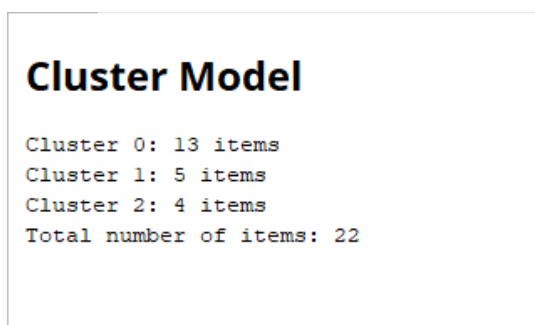 Cluster Model
Cluster 0: 13 items
Cluster 1: 5 items
Cluster 2: 4 items
Total number of items: 22